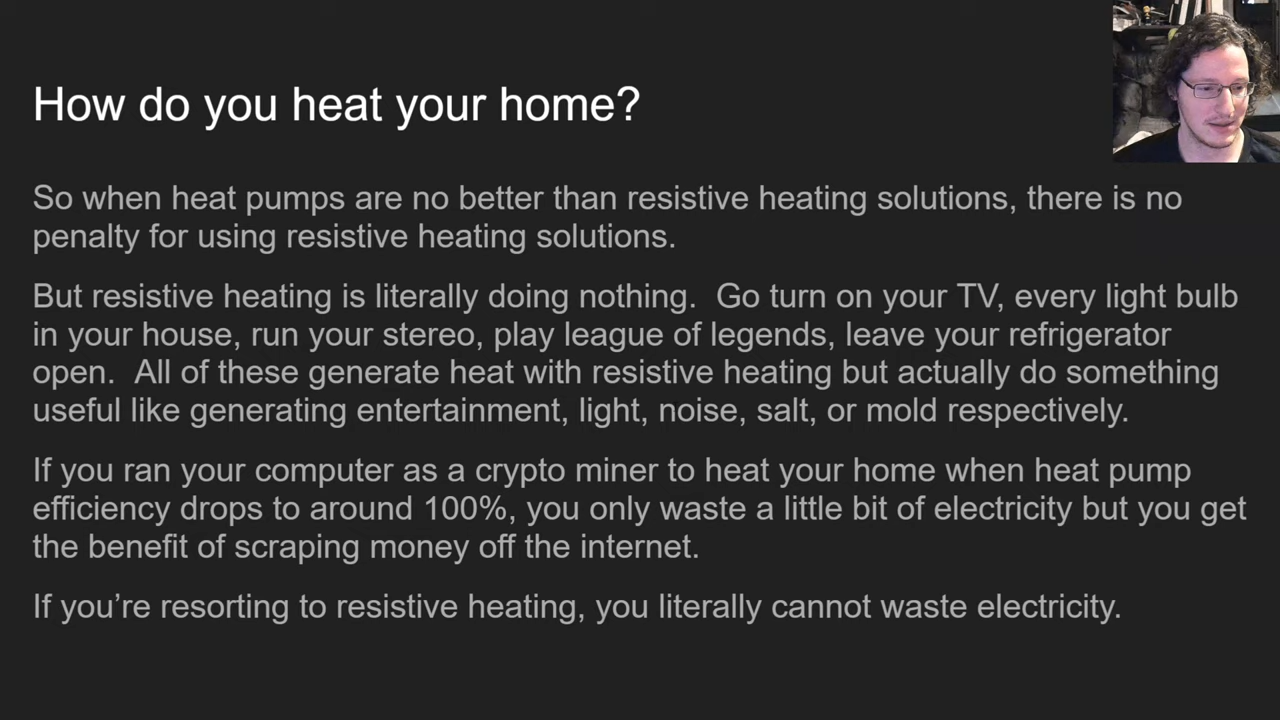 How do you heat your home?
So when heat pumps are no better than resistive heating solutions, there is no
penalty for using resistive heating solutions.
But resistive heating is literally doing nothing.  Go turn on your TV, every light bulb
in your house, run your stereo, play league of legends, leave your refrigerator
open.  All of these generate heat with resistive heating but actually do something
useful like generating entertainment, light, noise, salt, or mold respectively.
If you ran your computer as a crypto miner to heat your home when heat pump
efficiency drops to around 100%, you only waste a little bit of electricity but you get
the benefit of scraping money off the internet.
If you’re resorting to resistive heating, you literally cannot waste electricity.